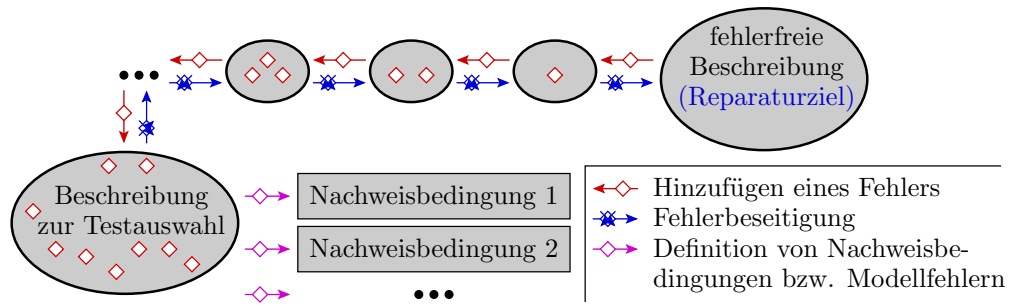 fehlerfreie
Beschreibung
(Reparaturziel)
Beschreibung
zur Testauswahl
Nachweisbedingung 1
Nachweisbedingung 2
Hinzufügen eines Fehlers
Fehlerbeseitigung
Definition von Nachweisbe-
dingungen bzw. Modellfehlern